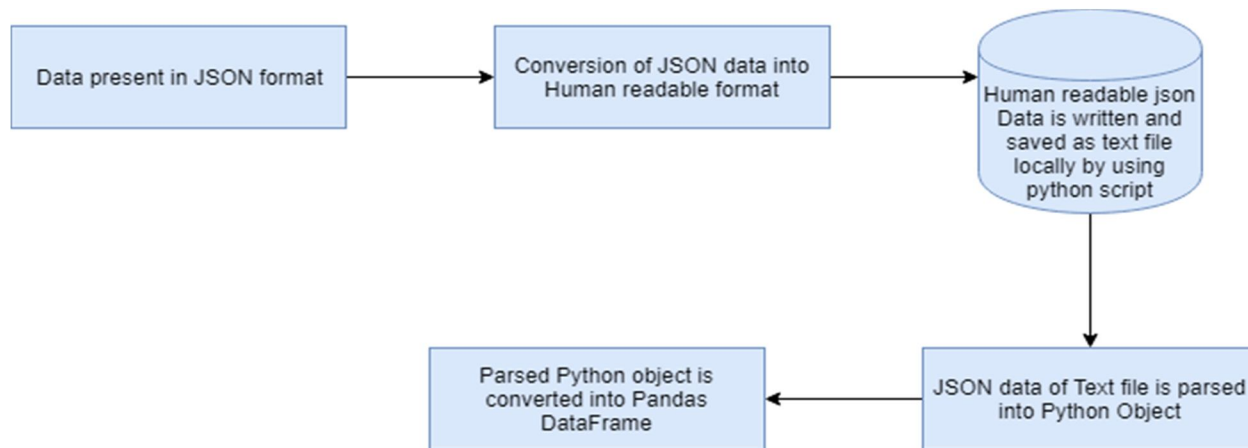 Data present in JSON format
Conversion of JSON data into
Human readable format
Human readable json
Data is written and
saved as text file
locally by using
python script
JSON data of Text file is parsed
into Python Object
Parsed Python object is
converted into Pandas
DataFrame